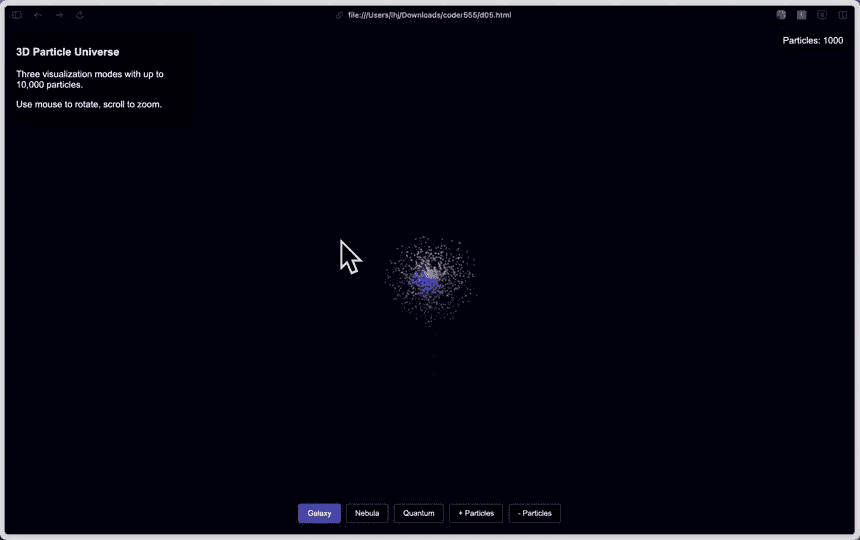 file:///Users/lhj/Downloads/coder555/d05.html
Particles: 1000
3D Particle Universe
Three visualization modes with up to
10,000 particles.
Use mouse to rotate, scroll to zoom.
Galaxy
Nebula
Quantum
+ Particles
- Particles